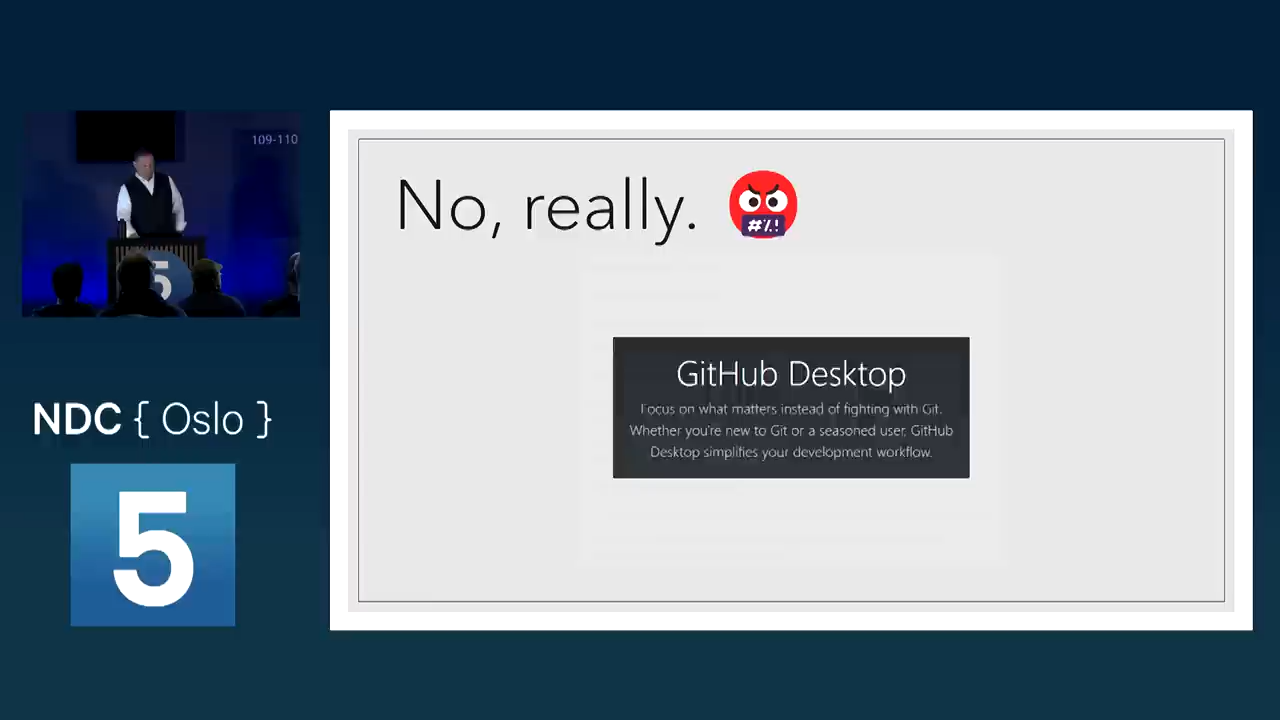 109-110
5
NDC { Oslo }
5
No, really.
#%!
GitHub Desktop
Focus on what matters instead of fighting with Git.
Whether you're new to Git or a seasoned user, GitHub
Desktop simplifies your development workflow.